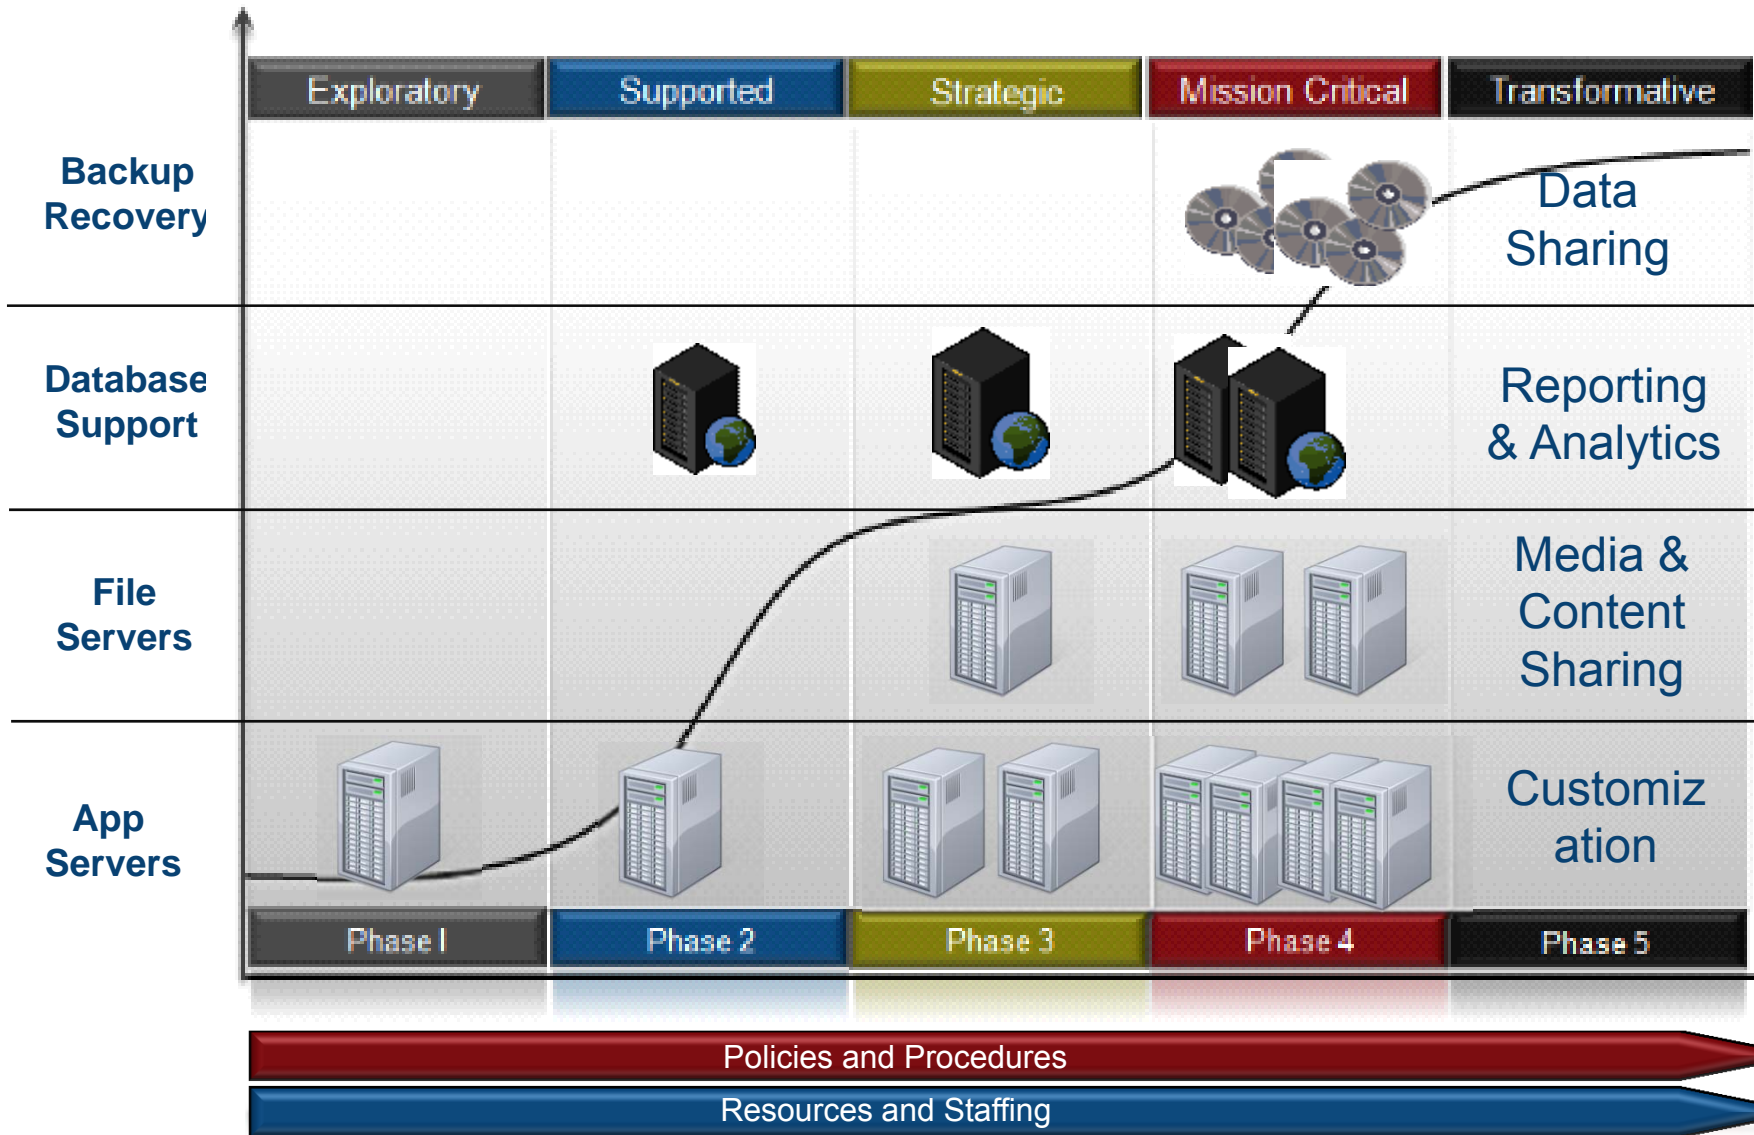 Exploratory
Supported
Strategic
Mission Critical
Transformative
Backup
Recovery
Data
Sharing
Database
Support
Reporting
& Analytics
File
Servers
Media &
Content
Sharing
App
Servers
Customiz
ation
Phase I
Phase 2
Phase 3
Phase 4
Phase 5
Policies and Procedures
Resources and Staffing